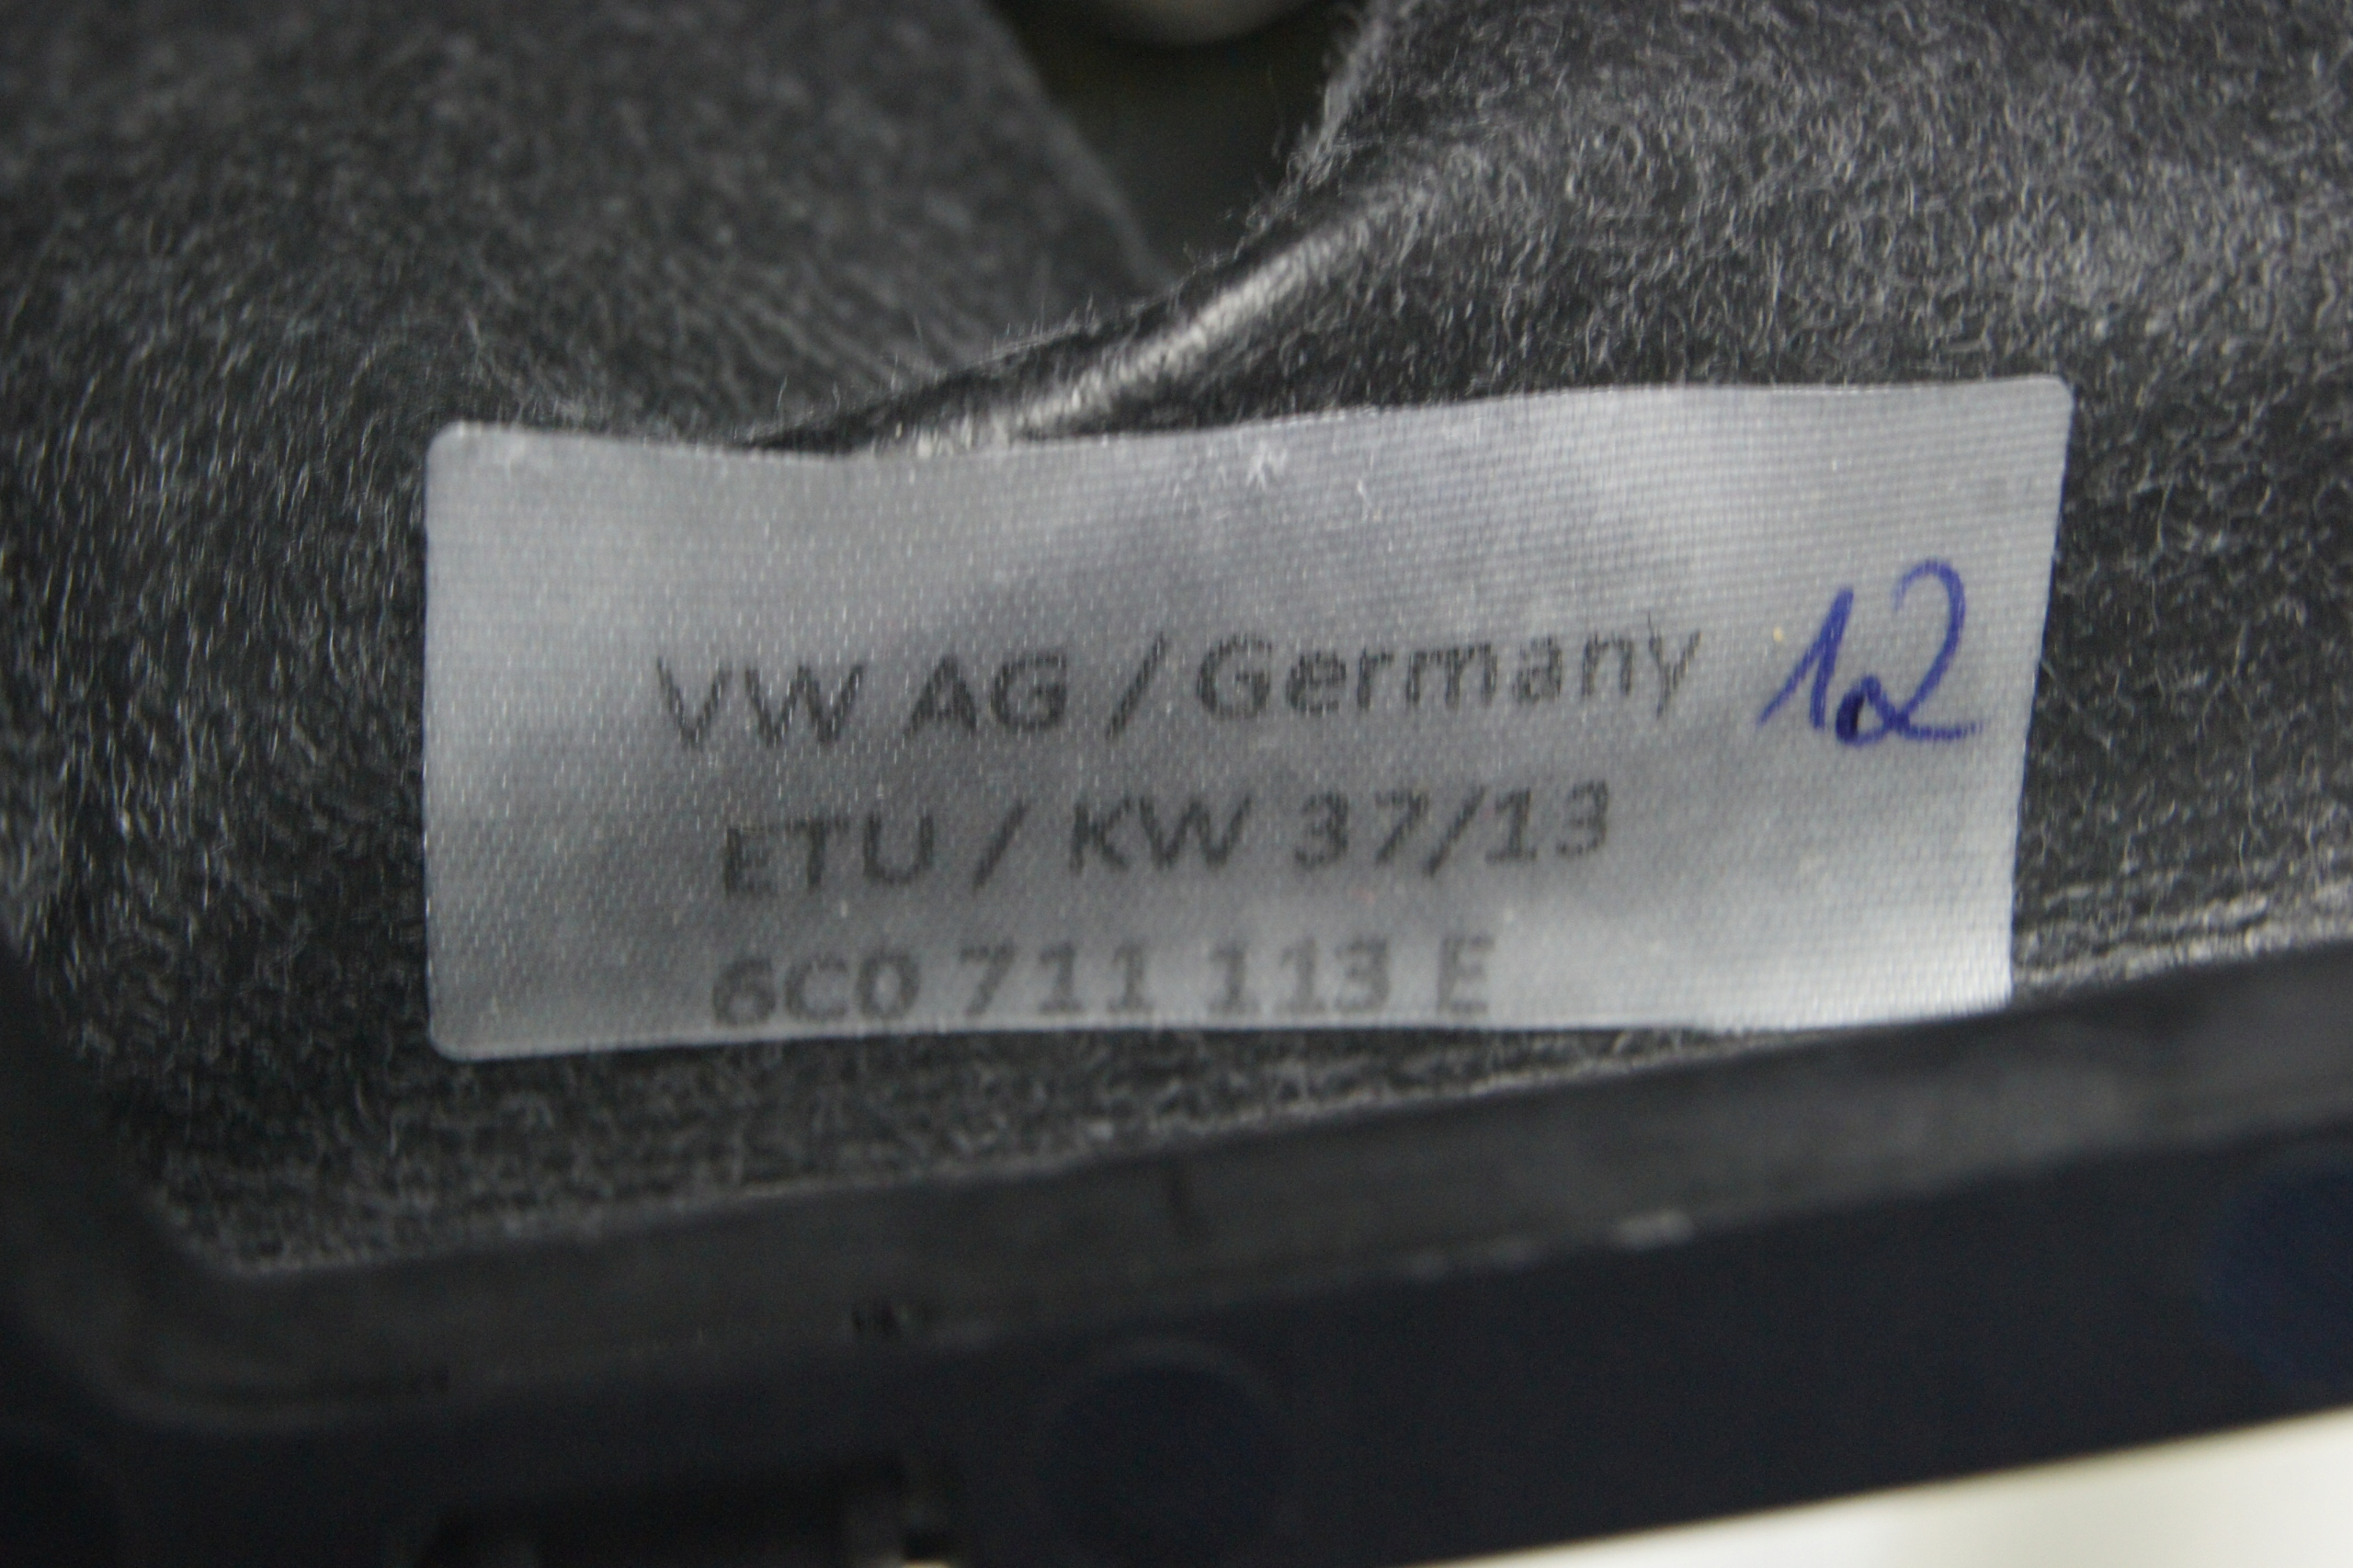 VW AG / Germany 12
ETU / KW 37/13
6C0 711 113 E